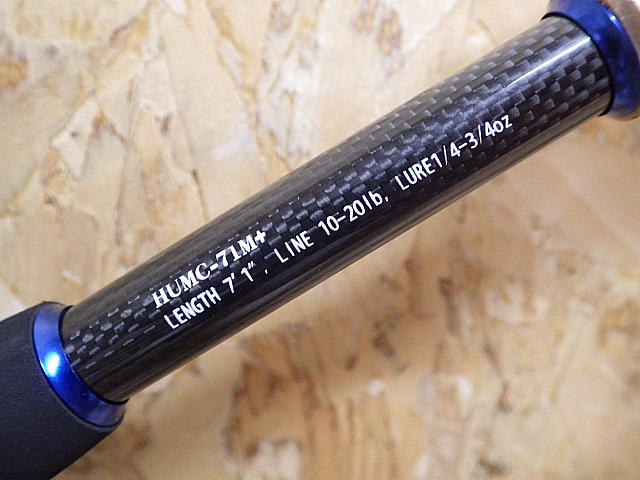 HUMC-71M+
LENGTH 7'1", LINE 10-20lb, LURE1/4-3/4oz